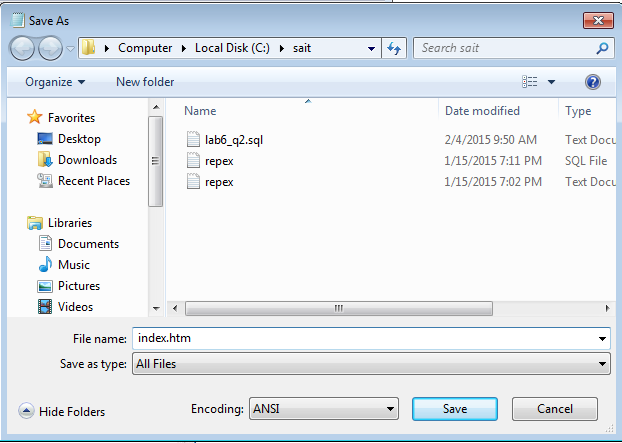 Save As
Computer Local Disk (C:) sait
Search sait
Organize New folder
Name Date modified Type
Favorites
Desktop
Downloads
Recent Places
Libraries
Documents
Music
Pictures
Videos
lab6_q2.sql 2/4/2015 9:50 AM Text Docu
repex 1/15/2015 7:11 PM SQL File
repex 1/15/2015 7:02 PM Text Docu
File name: index.htm
Save as type: All Files
Hide Folders Encoding: ANSI Save Cancel